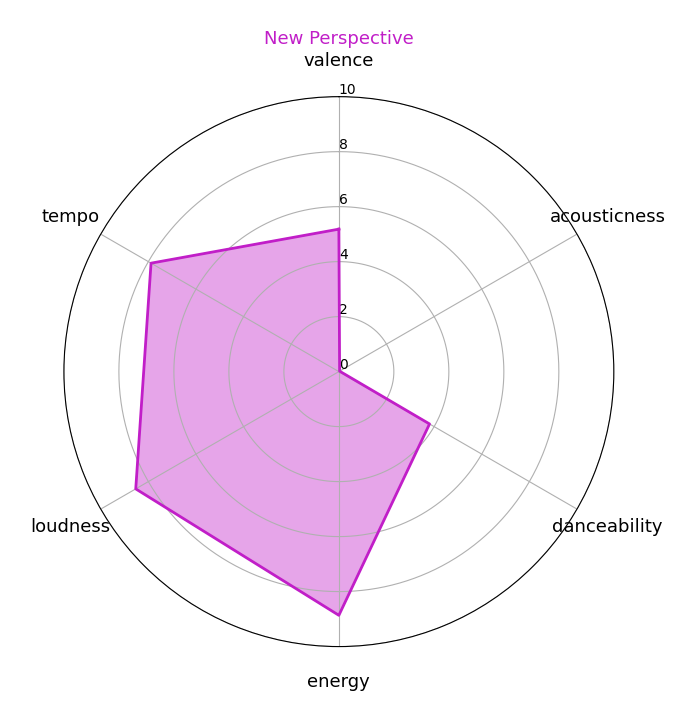 New Perspective
valence
10
8
tempo
6
acousticness
4
2
0
loudness
danceability
energy